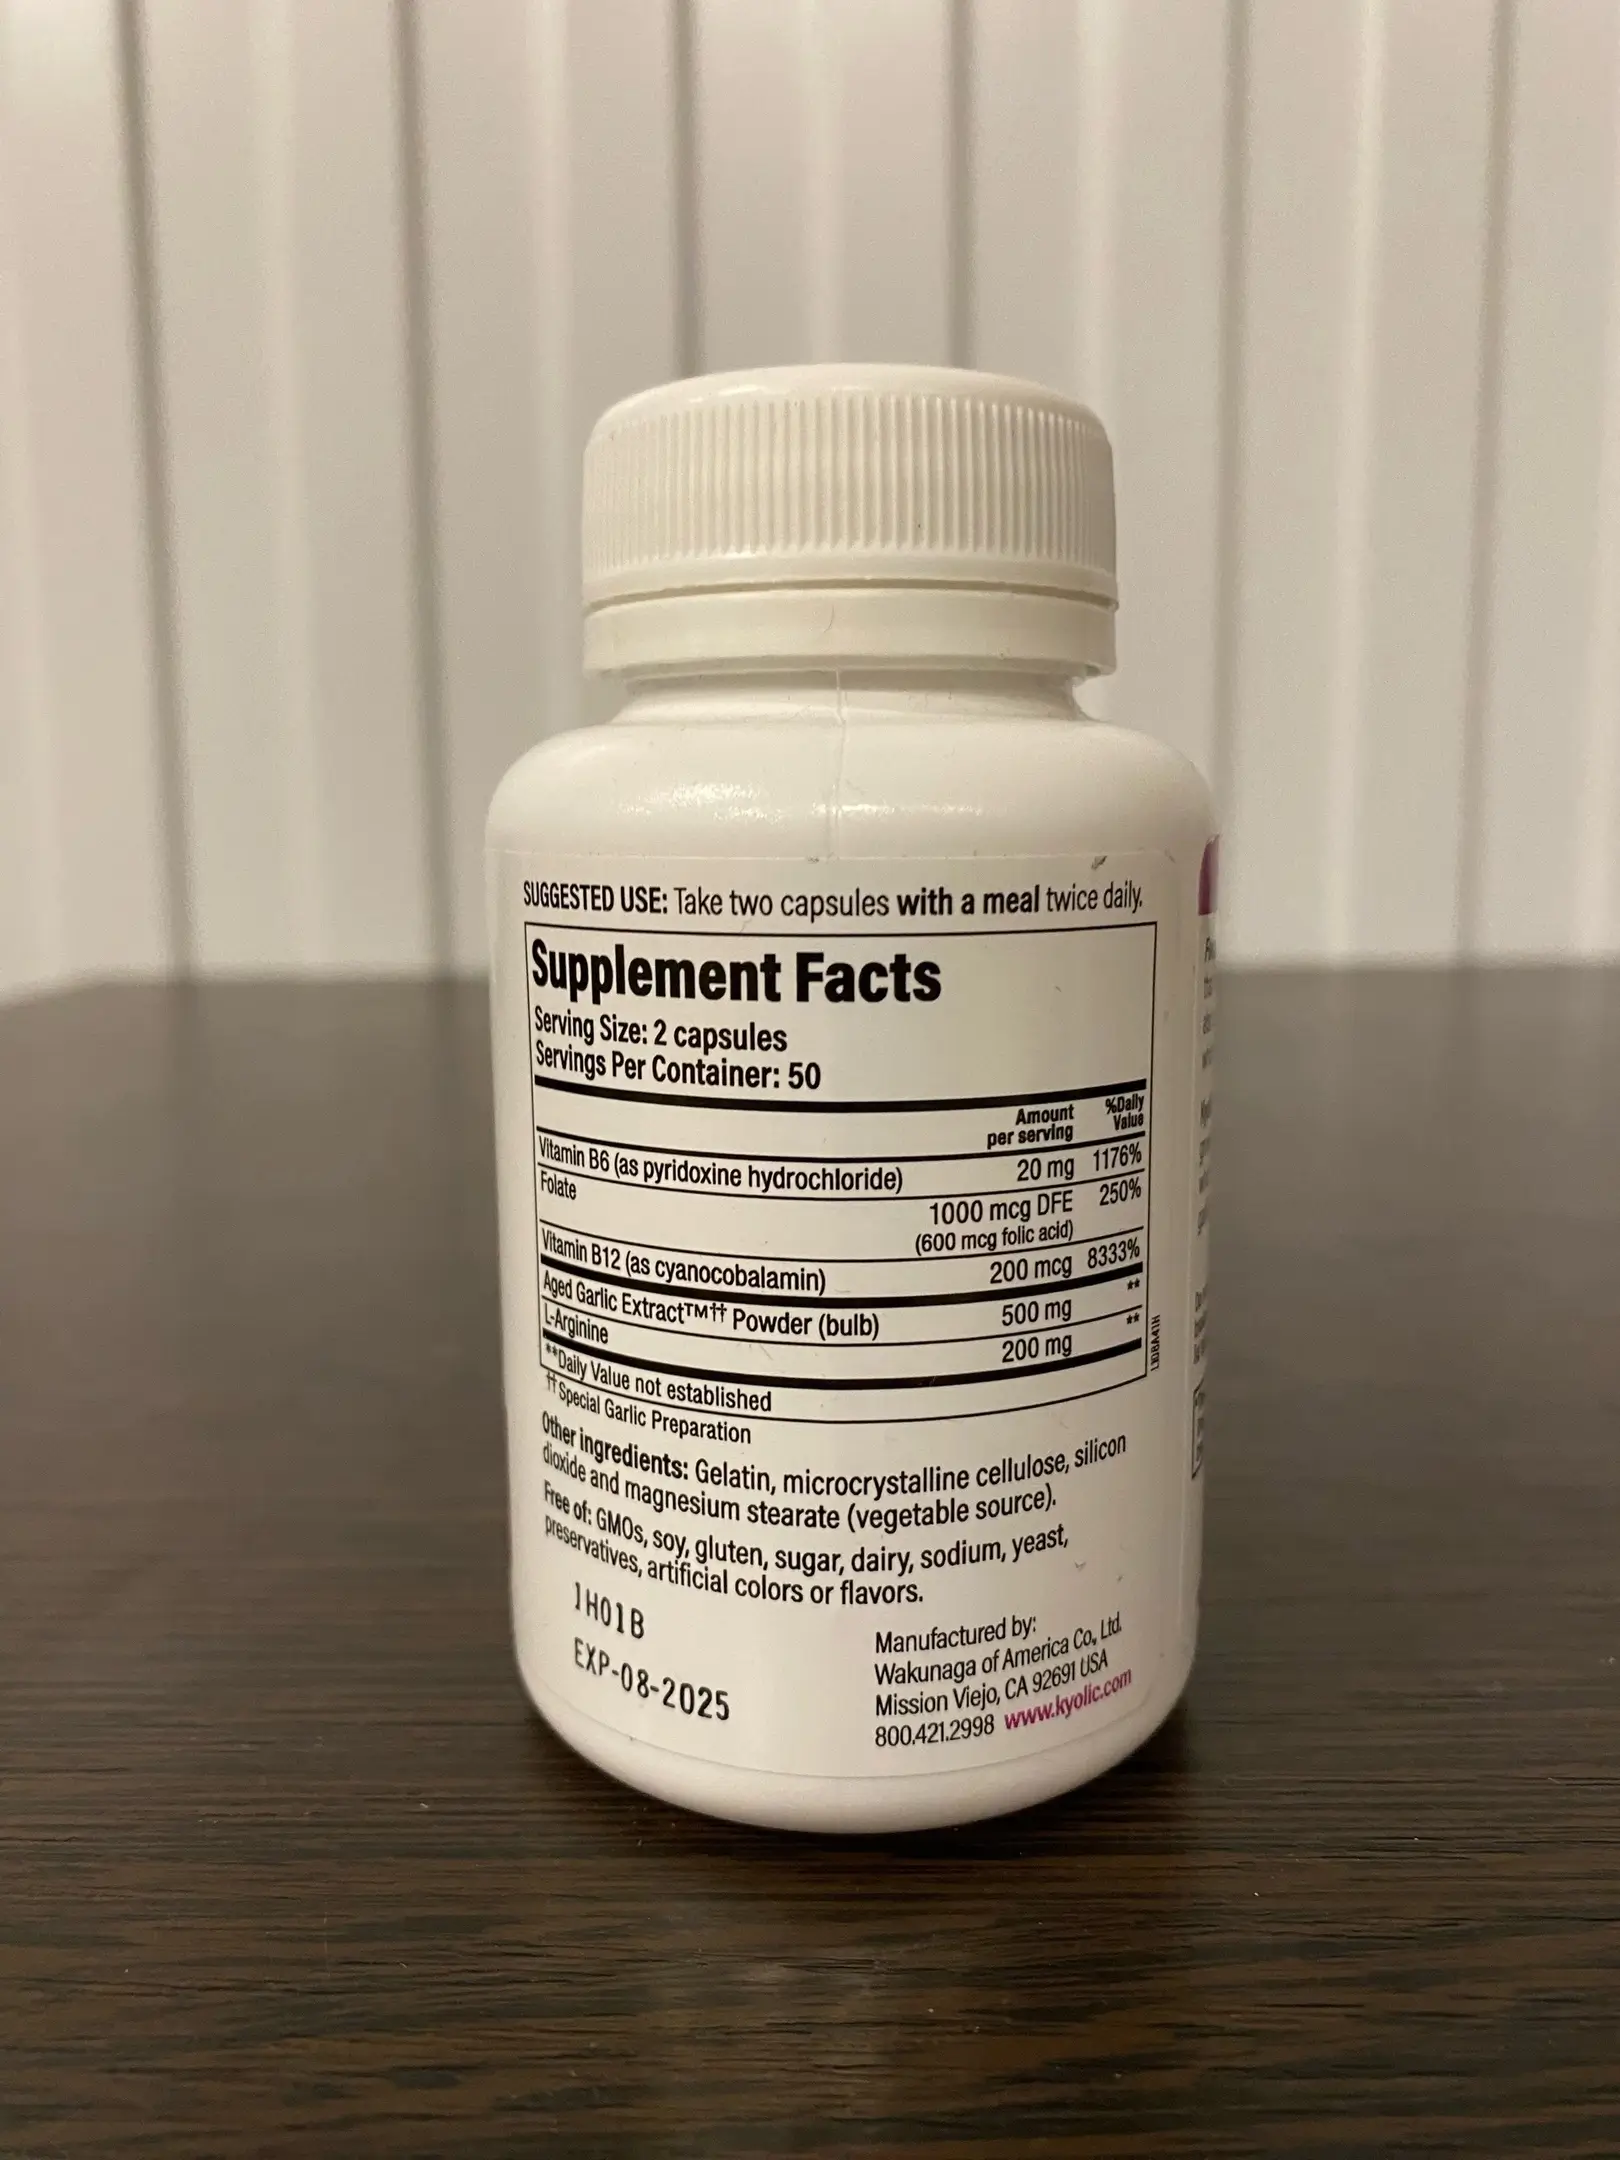 SUGGESTED USE: Take two capsules with a meal twice daily.
Supplement Facts
Serving Size: 2 capsules
Servings Per Container: 50
Amount per serving
%Daily Value
Vitamin B6 (as pyridoxine hydrochloride) 20 mg 1176%
Folate 1000 mcg DFE 250%
(600 mcg folic acid)
Vitamin B12 (as cyanocobalamin) 200 mcg 8333%
Aged Garlic Extract™†† Powder (bulb) 500 mg **
L-Arginine 200 mg **
**Daily Value not established
††Special Garlic Preparation
Other ingredients: Gelatin, microcrystalline cellulose, silicon
dioxide and magnesium stearate (vegetable source).
Free of: GMOs, soy, gluten, sugar, dairy, sodium, yeast,
preservatives, artificial colors or flavors.
1H01B
EXP-08-2025
Manufactured by:
Wakunaga of America Co., Ltd.
Mission Viejo, CA 92691 USA
800.421.2998 www.kyolic.com